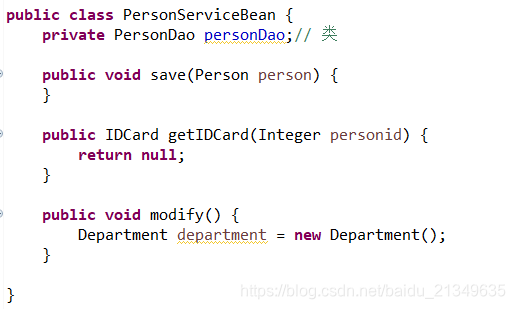 public class PersonServiceBean {
    private PersonDao personDao;// 类
    public void save(Person person) {
    }
    public IDCard getIDCard(Integer personid) {
        return null;
    }
    public void modify() {
        Department department = new Department();
    }
}
https://blog.csdn.net/baidu_21349635